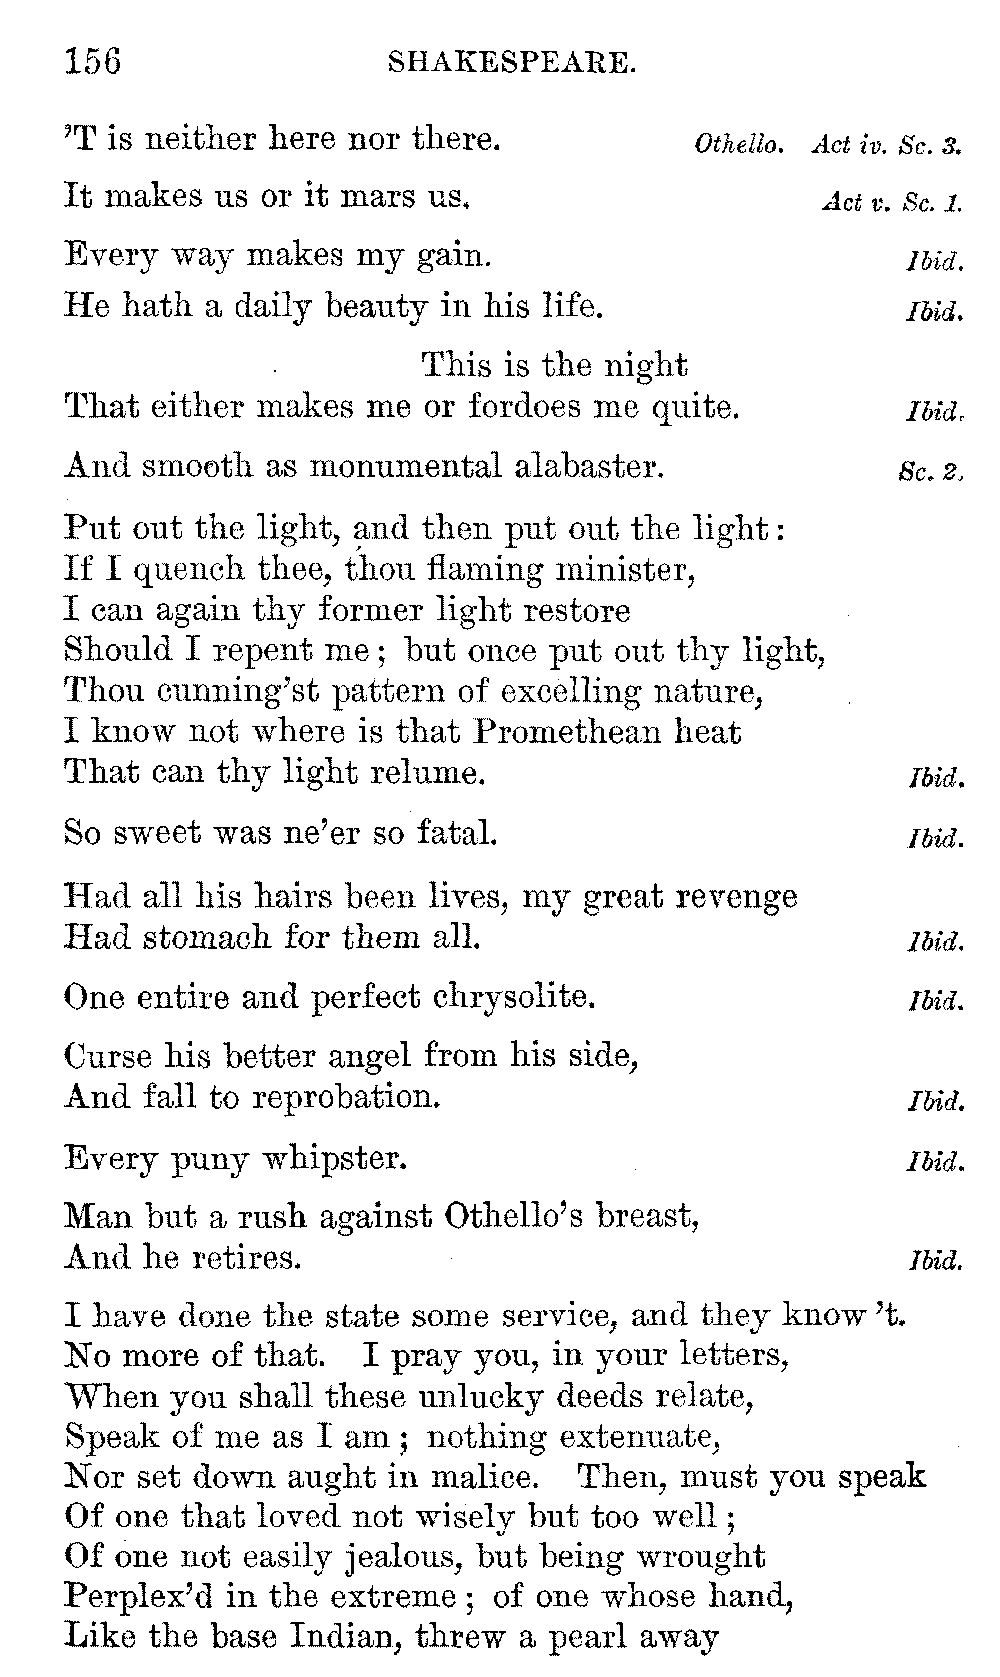 156 SHAKESPEARE.
'T is neither here nor there. Othello. Act iv. Sc. 3.
It makes us or it mars us. Act v. Sc. 1.
Every way makes my gain. Ibid.
He hath a daily beauty in his life. Ibid.
This is the night
That either makes me or fordoes me quite. Ibid.
And smooth as monumental alabaster. Sc. 2.
Put out the light, and then put out the light:
If I quench thee, thou flaming minister,
I can again thy former light restore
Should I repent me; but once put out thy light,
Thou cunning'st pattern of excelling nature,
I know not where is that Promethean heat
That can thy light relume. Ibid.
So sweet was ne'er so fatal. Ibid.
Had all his hairs been lives, my great revenge
Had stomach for them all. Ibid.
One entire and perfect chrysolite. Ibid.
Curse his better angel from his side,
And fall to reprobation. Ibid.
Every puny whipster. Ibid.
Man but a rush against Othello's breast,
And he retires. Ibid.
I have done the state some service, and they know 't.
No more of that. I pray you, in your letters,
When you shall these unlucky deeds relate,
Speak of me as I am; nothing extenuate,
Nor set down aught in malice. Then, must you speak
Of one that loved not wisely but too well;
Of one not easily jealous, but being wrought
Perplex'd in the extreme; of one whose hand,
Like the base Indian, threw a pearl away